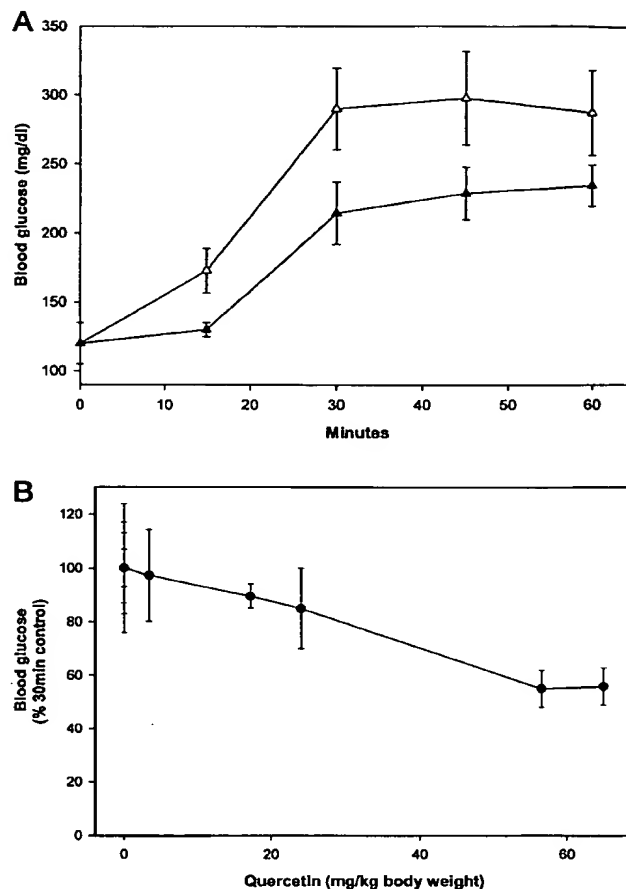 A
350
300
250
200
150
100
Blood glucose (mg/dl)
0 10 20 30 40 50 60
Minutes
B
120
100
80
60
40
20
0
Blood glucose
(% 30min control)
0 20 40 60
Quercetin (mg/kg body weight)